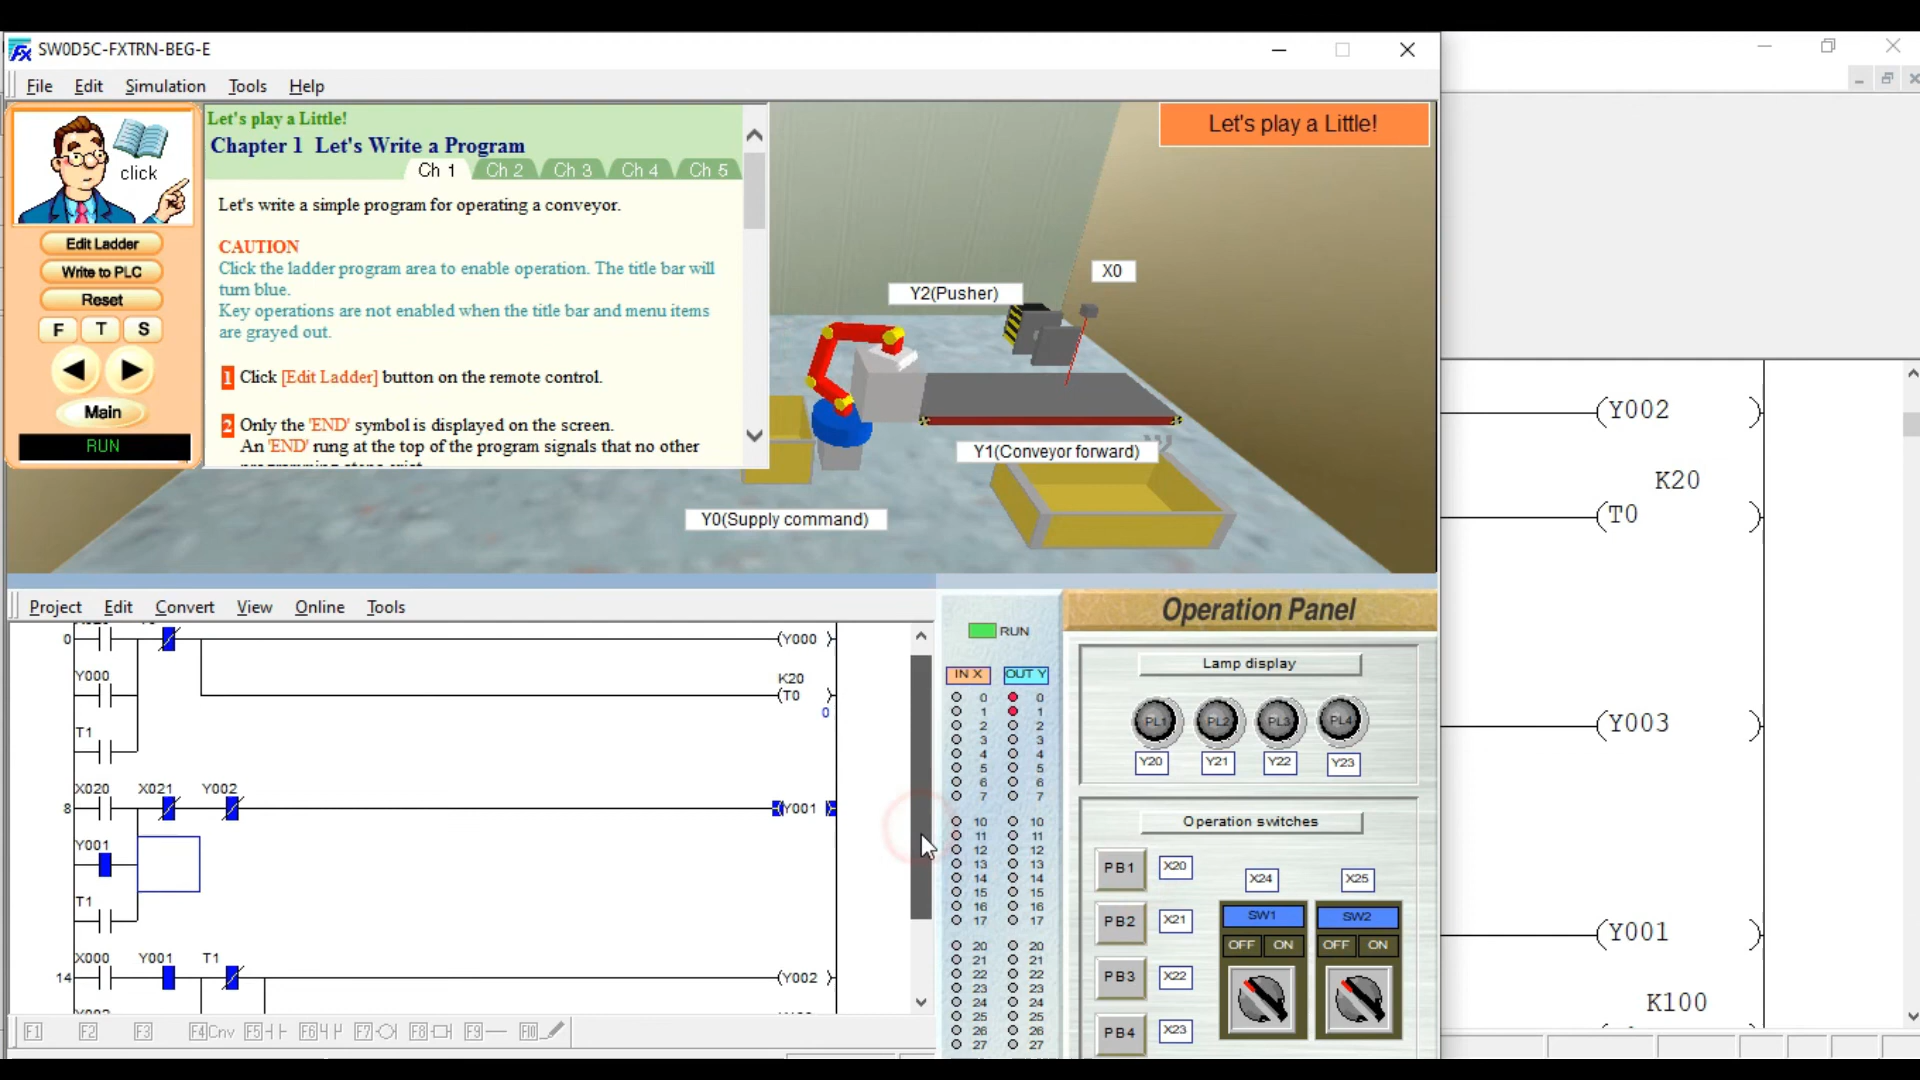 SW0D5C-FXTRN-BEG-E
File Edit Simulation Tools Help
click
Edit Ladder
Write to PLC
Reset
F T S
Main
RUN
Let's play a Little!
Chapter 1 Let's Write a Program
Ch 1 Ch 2 Ch 3 Ch 4 Ch 5
Let's write a simple program for operating a conveyor.
CAUTION
Click the ladder program area to enable operation. The title bar will
turn blue.
Key operations are not enabled when the title bar and menu items
are grayed out.
1 Click [Edit Ladder] button on the remote control.
2 Only the 'END' symbol is displayed on the screen.
An 'END' rung at the top of the program signals that no other
Let's play a Little!
X0
Y2(Pusher)
Y1(Conveyor forward)
Y0(Supply command)
Project Edit Convert View Online Tools
0 (Y000 )
Y000 K20
(T0 )
0
T1
X020 X021 Y002
8 (Y001 )
Y001
T1
X000 Y001 T1
14 (Y002 )
F1 F2 F3 F4Cnv F5 F6 F7 F8 F9 F10
RUN
IN X OUT Y
0 0
1 1
2 2
3 3
4 4
5 5
6 6
7 7
10 10
11 11
12 12
13 13
14 14
15 15
16 16
17 17
20 20
21 21
22 22
23 23
24 24
25 25
26 26
27 27
Operation Panel
Lamp display
PL1 PL2 PL3 PL4
Y20 Y21 Y22 Y23
Operation switches
PB1 X20
PB2 X21
PB3 X22
PB4 X23
X24 X25
SW1 SW2
OFF ON OFF ON
(Y002 )
K20
(T0 )
(Y003 )
(Y001 )
K100